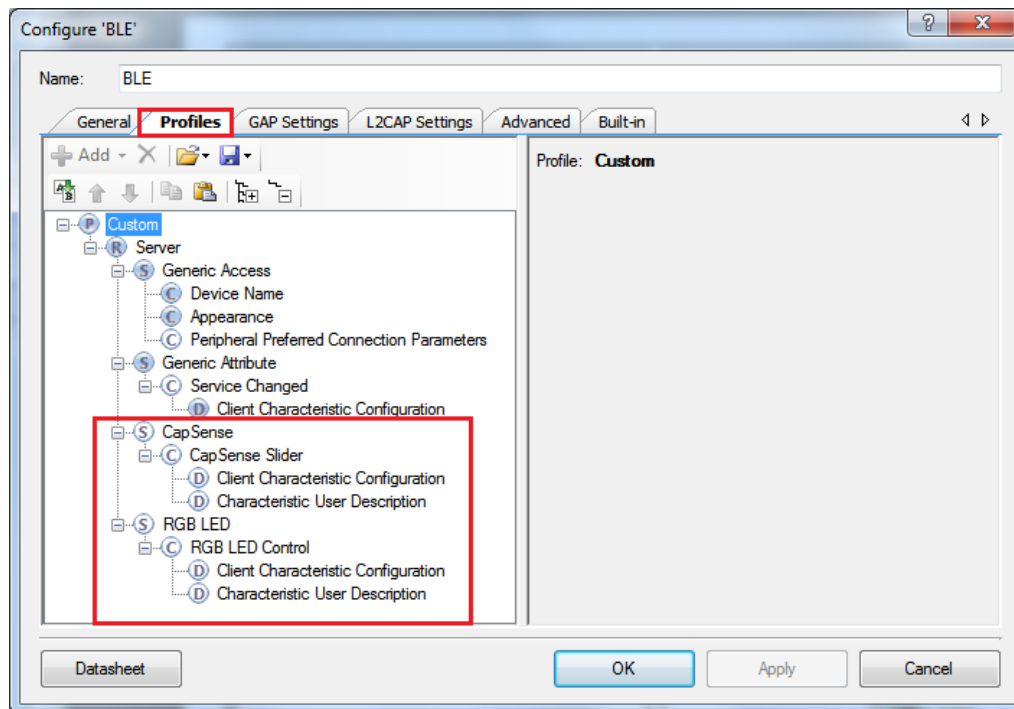 Configure 'BLE'
Name: BLE
General Profiles GAP Settings L2CAP Settings Advanced Built-in
Add
Profile: Custom
A B
P Custom
R Server
S Generic Access
C Device Name
C Appearance
C Peripheral Preferred Connection Parameters
S Generic Attribute
C Service Changed
D Client Characteristic Configuration
S CapSense
C CapSense Slider
D Client Characteristic Configuration
D Characteristic User Description
S RGB LED
C RGB LED Control
D Client Characteristic Configuration
D Characteristic User Description
Datasheet OK Apply Cancel